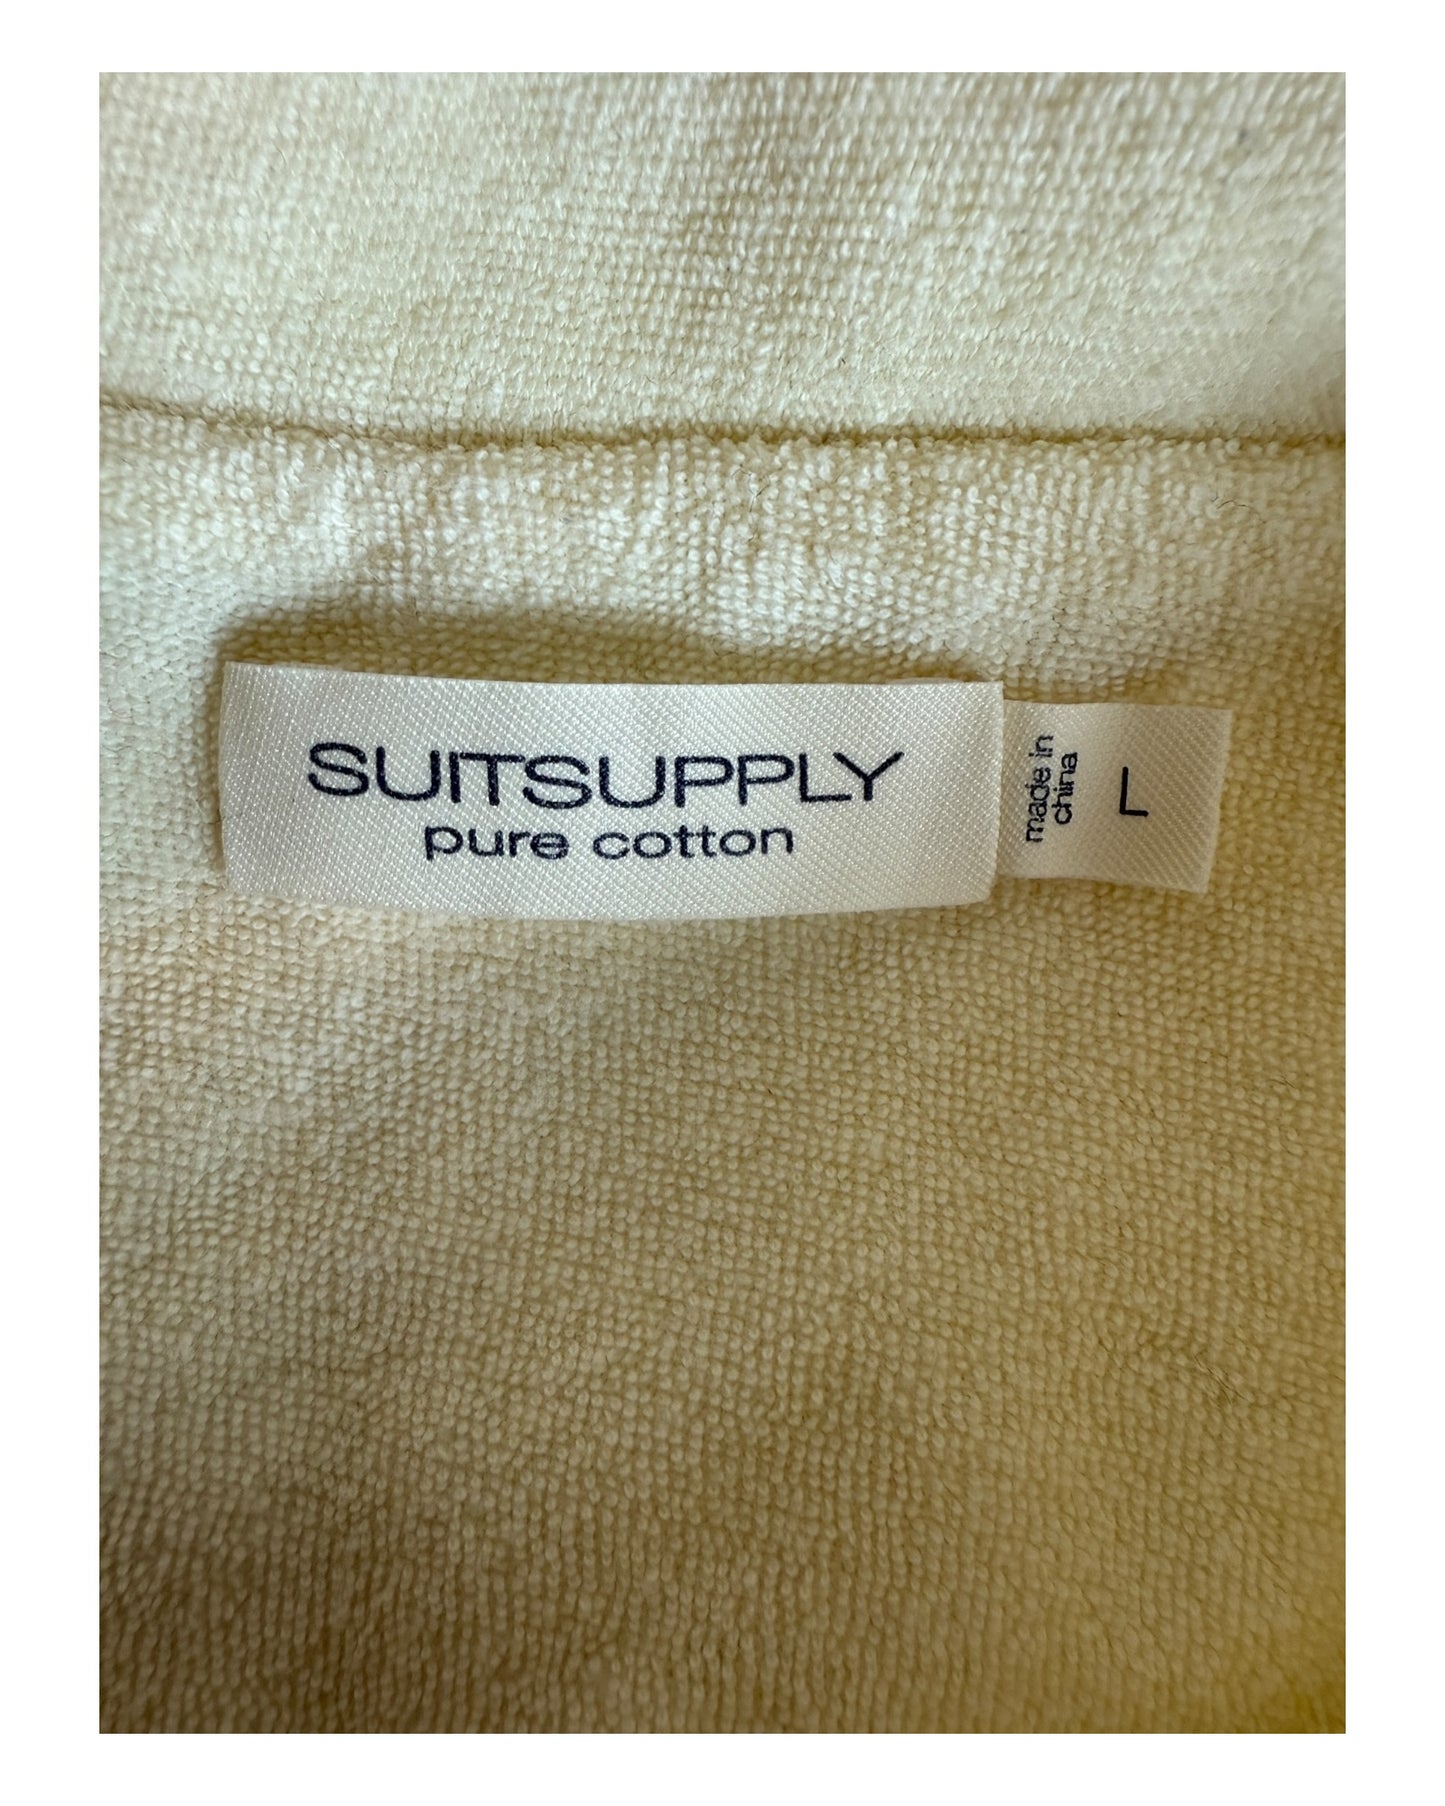 SUITSUPPLY
pure cotton
made in
china
L